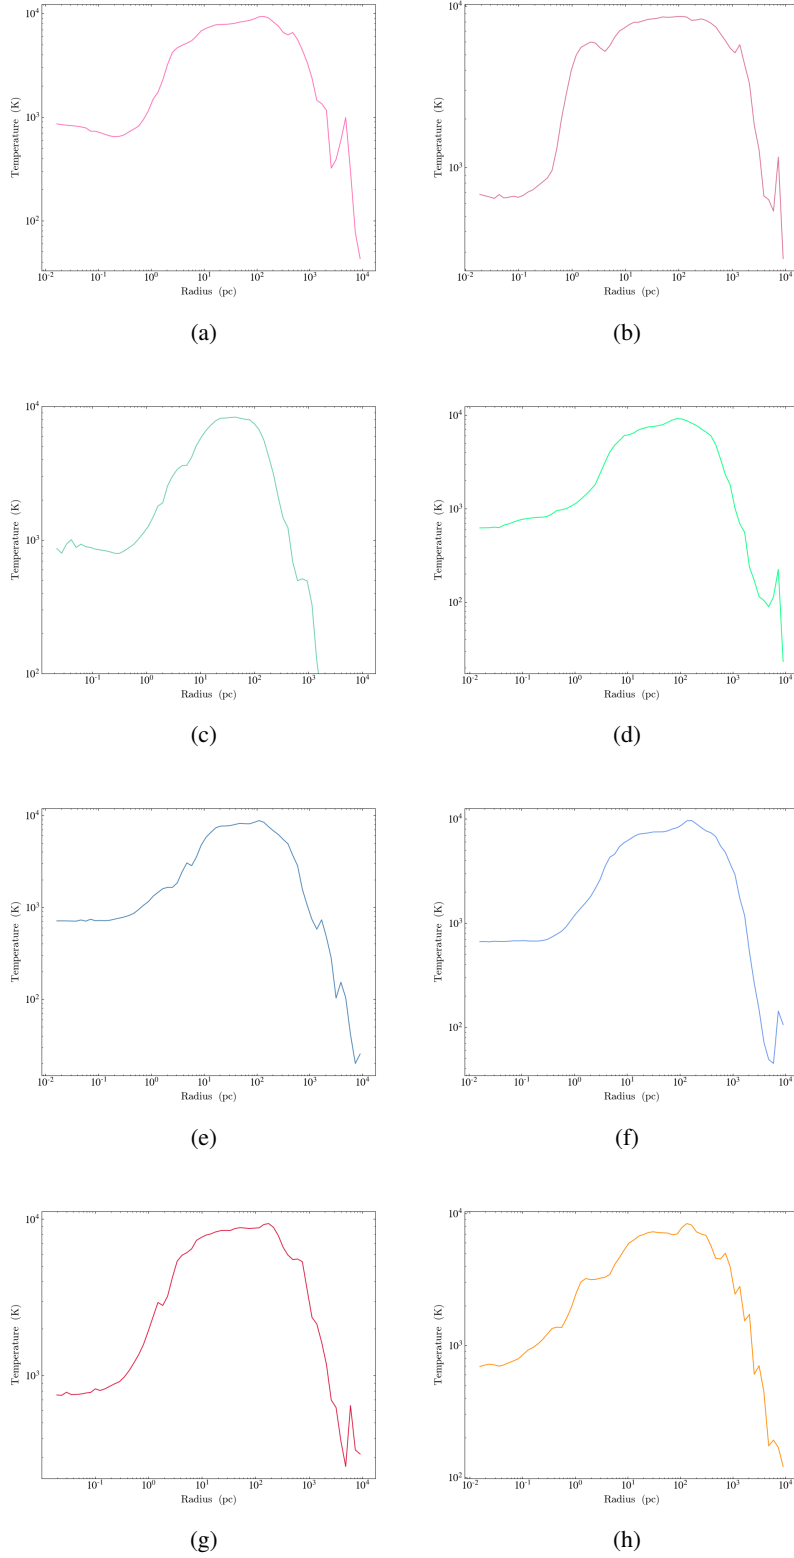 10^4 10^4
Temperature (K) 10^3 Temperature (K) 10^3
10^2
10^-2 10^-1 10^0 10^1 10^2 10^3 10^4 10^-2 10^-1 10^0 10^1 10^2 10^3 10^4
Radius (pc) Radius (pc)
(a) (b)
10^4 10^4
Temperature (K) 10^3 Temperature (K) 10^3
10^2 10^2
10^-1 10^0 10^1 10^2 10^3 10^4 10^-2 10^-1 10^0 10^1 10^2 10^3 10^4
Radius (pc) Radius (pc)
(c) (d)
10^4 10^4
Temperature (K) 10^3 Temperature (K) 10^3
10^2 10^2
10^-2 10^-1 10^0 10^1 10^2 10^3 10^4 10^-2 10^-1 10^0 10^1 10^2 10^3 10^4
Radius (pc) Radius (pc)
(e) (f)
10^4 10^4
Temperature (K) 10^3 Temperature (K) 10^3
10^2
10^-1 10^0 10^1 10^2 10^3 10^4 10^-2 10^-1 10^0 10^1 10^2 10^3 10^4
Radius (pc) Radius (pc)
(g) (h)